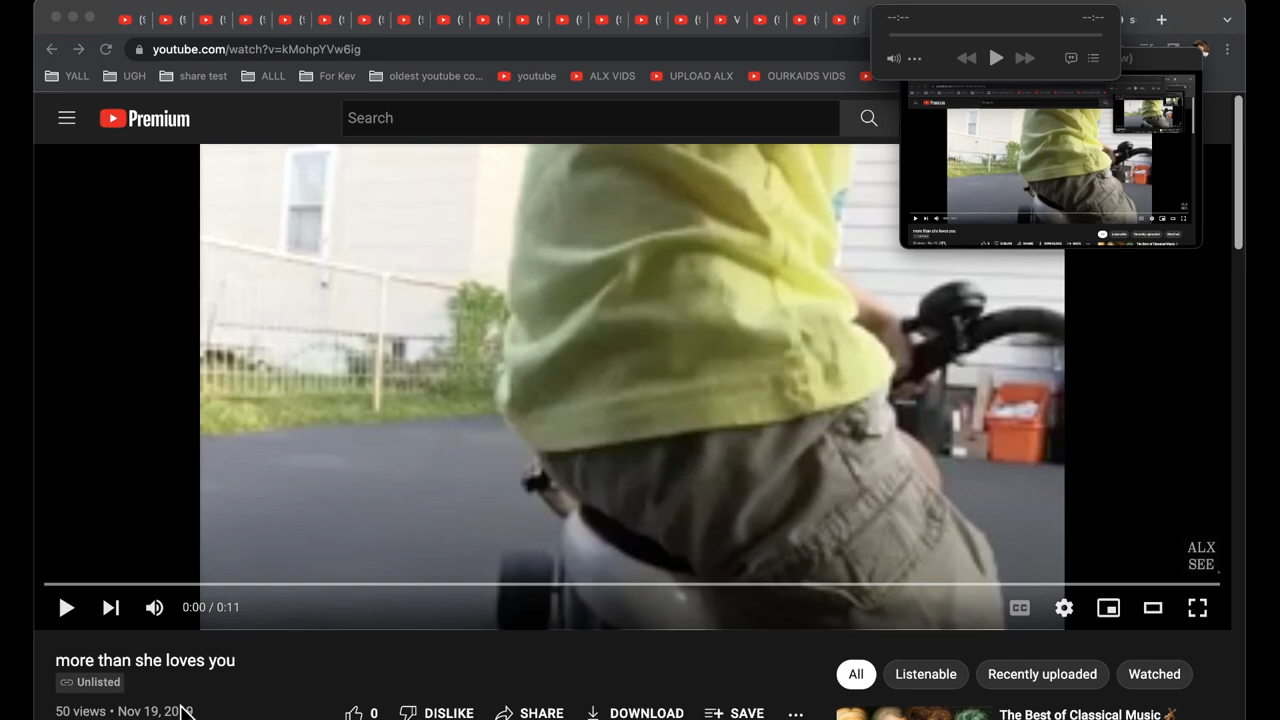 youtube.com/watch?v=kMohpYVw6ig
YALL UGH share test ALLL For Kev oldest youtube co... youtube ALX VIDS UPLOAD ALX OURKAIDS VIDS
Premium
Search
ALX
SEE
0:00 / 0:11
CC
more than she loves you
Unlisted
All Listenable Recently uploaded Watched
50 views • Nov 19,
0 DISLIKE SHARE DOWNLOAD SAVE
The Best of Classical Music